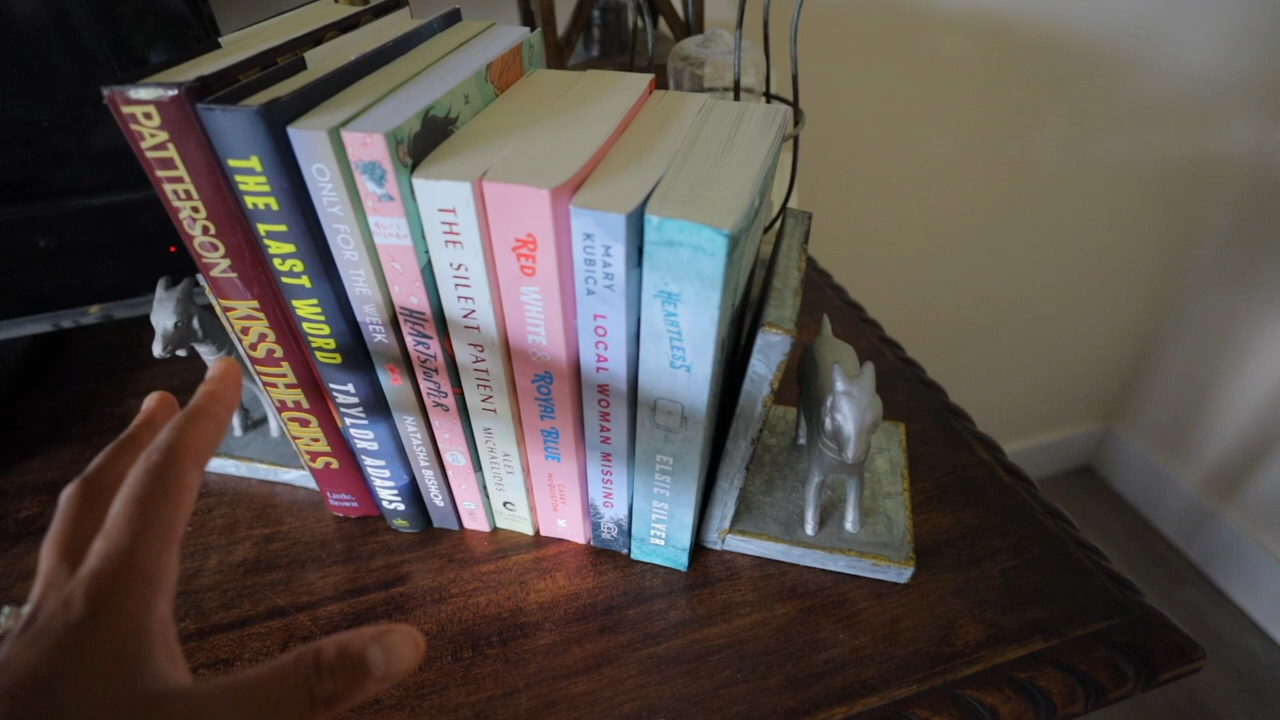 PATTERSON KISS THE GIRLS
Little, Brown
THE LAST WORD TAYLOR ADAMS
ONLY FOR THE WEEK NATASHA BISHOP
HEARTSTOPPER
THE SILENT PATIENT ALEX MICHAELIDES
RED WHITE & ROYAL BLUE CASEY McQUISTON
MARY KUBICA LOCAL WOMAN MISSING
HEARTLESS ELSIE SILVER